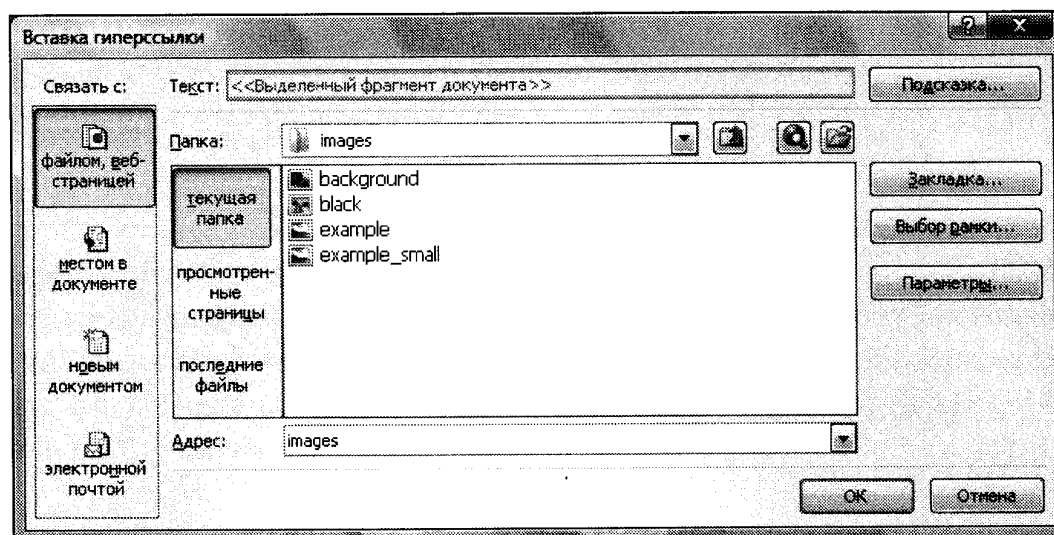 Вставка гиперссылки
Связать с:
Текст: <<Выделенный фрагмент документа>>
Подсказка...
файлом, веб-
страницей
местом в
документе
новым
документом
электронной
почтой
Папка: images
текущая
папка
просмотрен-
ные
страницы
последние
файлы
background
black
example
example_small
Закладка...
Выбор рамки...
Параметры...
Адрес: images
ОК
Отмена